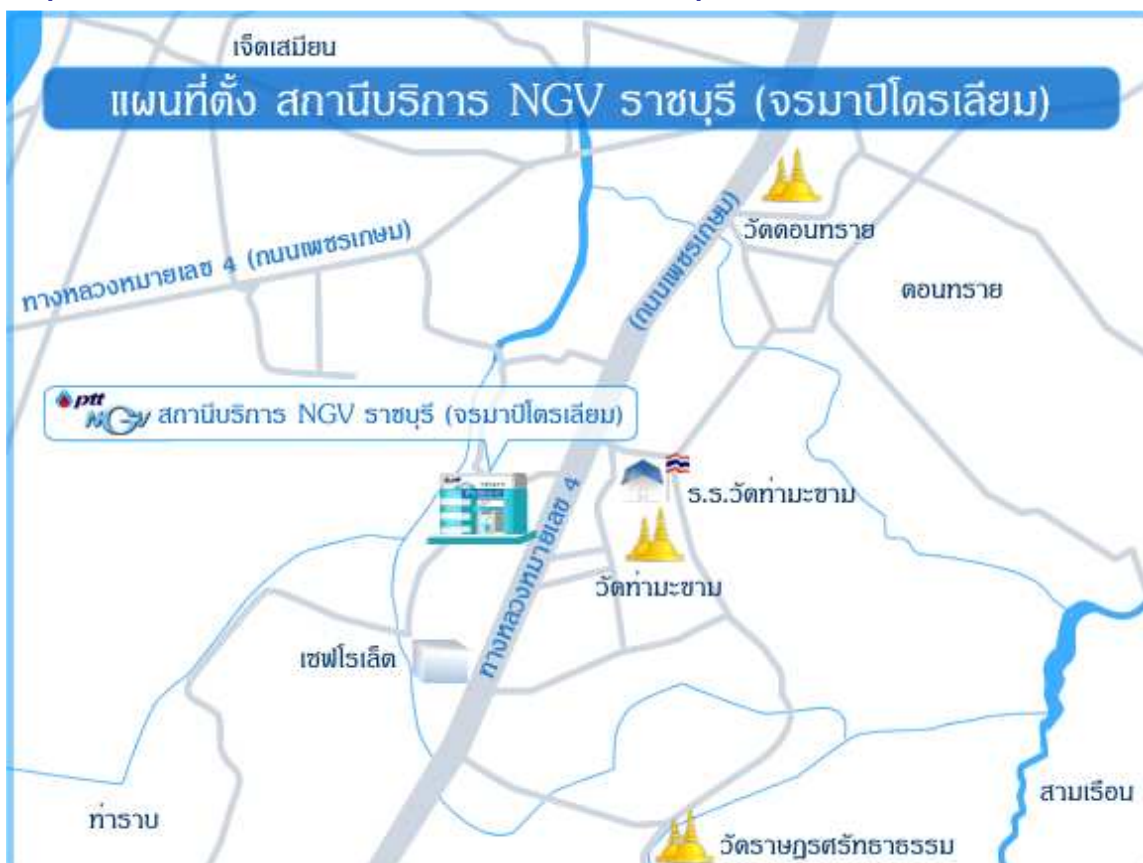 เจ็ดเสมียน
แผนที่ตั้ง สถานีบริการ NGV ราชบุรี (จรมาปิโตรเลียม)
วัดดอนทราย
ทางหลวงหมายเลข 4 (ถนนเพชรเกษม)
(ถนนเพชรเกษม)
ดอนทราย
ptt
NGV สถานีบริการ NGV ราชบุรี (จรมาปิโตรเลียม)
ร.ร.วัดท่ามะขาม
ทางหลวงหมายเลข 4
วัดท่ามะขาม
เชฟโรเล็ต
สามเรือน
ท่าราบ
วัดราษฎรศรัทธาธรรม